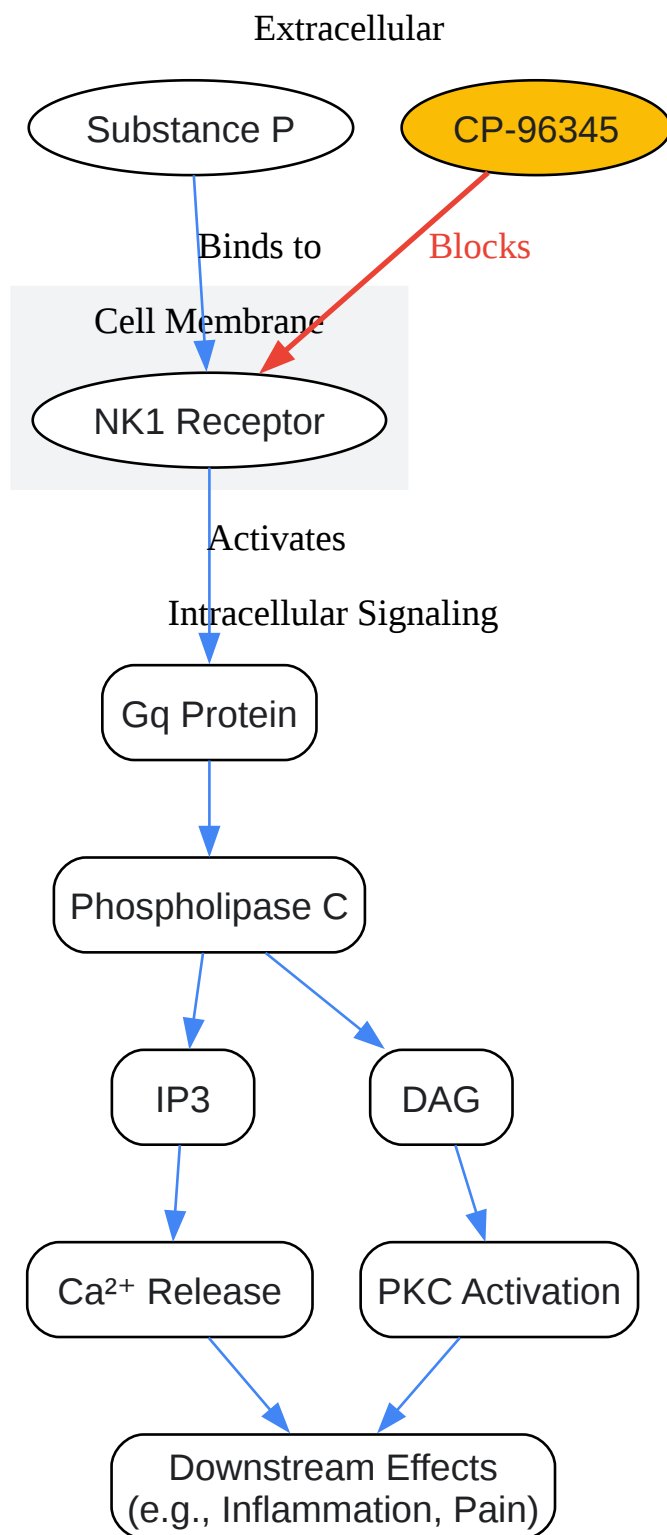 Extracellular
Substance P
CP-96345
Binds to
Blocks
Cell Membrane
NK1 Receptor
Activates
Intracellular Signaling
Gq Protein
Phospholipase C
IP3
DAG
Ca²⁺ Release
PKC Activation
Downstream Effects
(e.g., Inflammation, Pain)